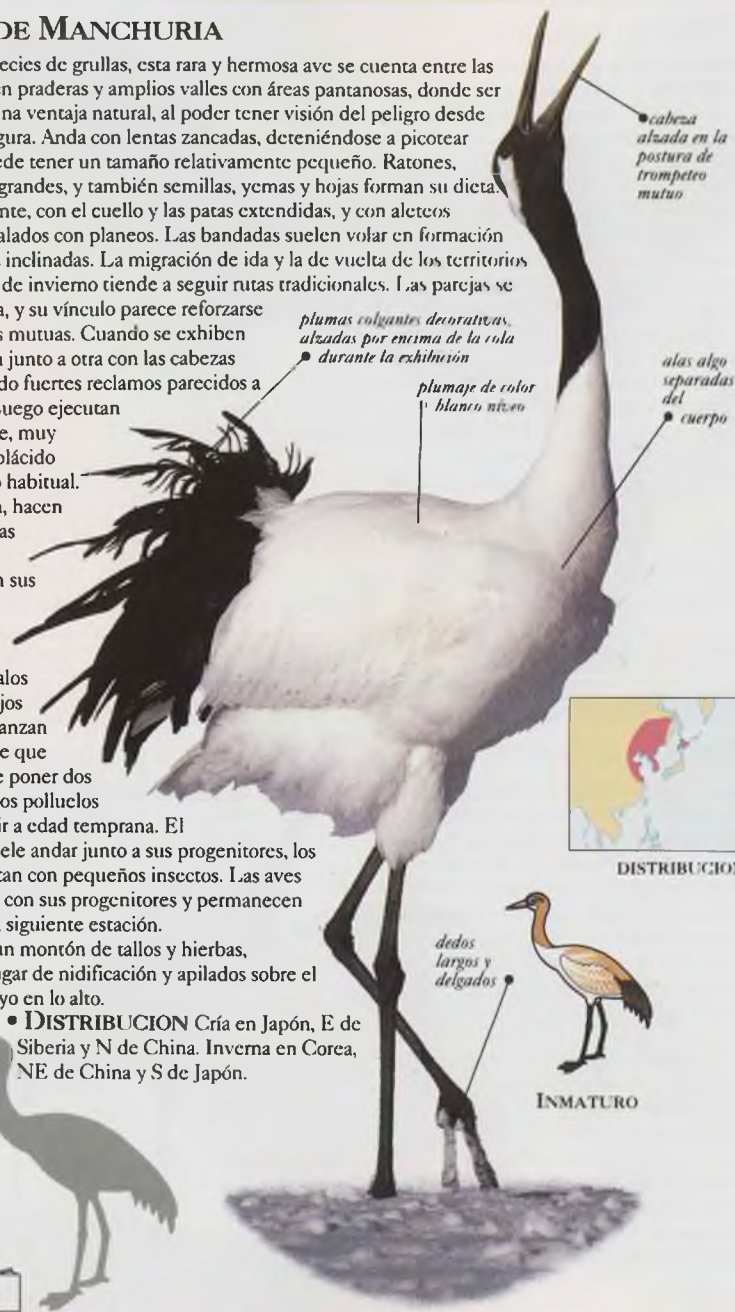 DE MANCHURIA
ecies de grullas, esta rara y hermosa ave se cuenta entre las
en praderas y amplios valles con áreas pantanosas, donde ser
na ventaja natural, al poder tener visión del peligro desde
gura. Anda con lentas zancadas, deteniéndose a picotear
ede tener un tamaño relativamente pequeño. Ratones,
grandes, y también semillas, yemas y hojas forman su dieta.
nte, con el cuello y las patas extendidas, y con aleteos
alados con planeos. Las bandadas suelen volar en formación
inclinadas. La migración de ida y la de vuelta de los territorios
de invierno tiende a seguir rutas tradicionales. Las parejas se
a, y su vínculo parece reforzarse
s mutuas. Cuando se exhiben
junto a otra con las cabezas
do fuertes reclamos parecidos a
Luego ejecutan
e, muy
plácido
o habitual.
a, hacen
as
n sus
alos
jos
anzan
e que
e poner dos
os polluelos
ir a edad temprana. El
ele andar junto a sus progenitores, los
tan con pequeños insectos. Las aves
con sus progenitores y permanecen
siguiente estación.
un montón de tallos y hierbas,
gar de nidificación y apilados sobre el
yo en lo alto.
• DISTRIBUCION Cría en Japón, E de
Siberia y N de China. Inverna en Corea,
NE de China y S de Japón.
cabeza
alzada en la
postura de
trompeteo
mutuo
plumas colgantes decorativas,
alzadas por encima de la cola
durante la exhibición
plumaje de color
blanco níveo
alas algo
separadas
del
cuerpo
DISTRIBUCION
dedos
largos y
delgados
INMATURO